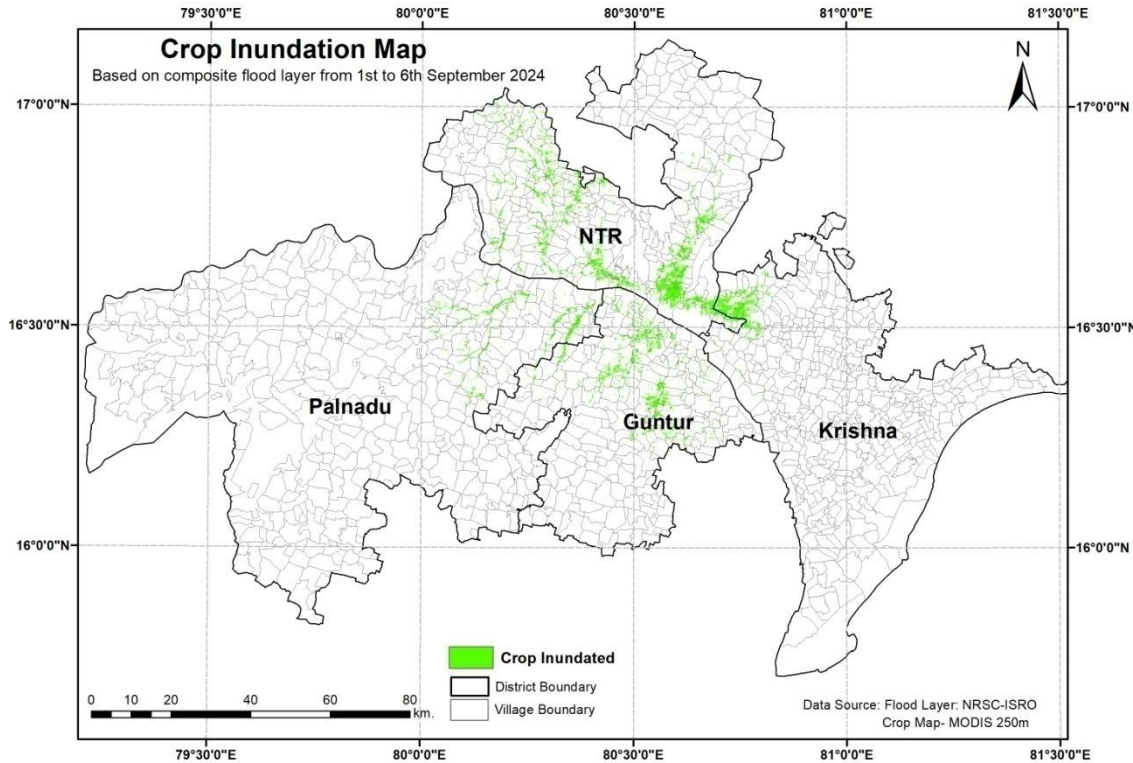 79°30'0"E 80°0'0"E 80°30'0"E 81°0'0"E 81°30'0"E
Crop Inundation Map
Based on composite flood layer from 1st to 6th September 2024
N
17°0'0"N 17°0'0"N
NTR
16°30'0"N 16°30'0"N
Palnadu
Guntur
Krishna
16°0'0"N 16°0'0"N
Crop Inundated
District Boundary
Village Boundary
0 5 10 20 40 60 80
km.
Data Source: Flood Layer: NRSC-ISRO
Crop Map- MODIS 250m
79°30'0"E 80°0'0"E 80°30'0"E 81°0'0"E 81°30'0"E